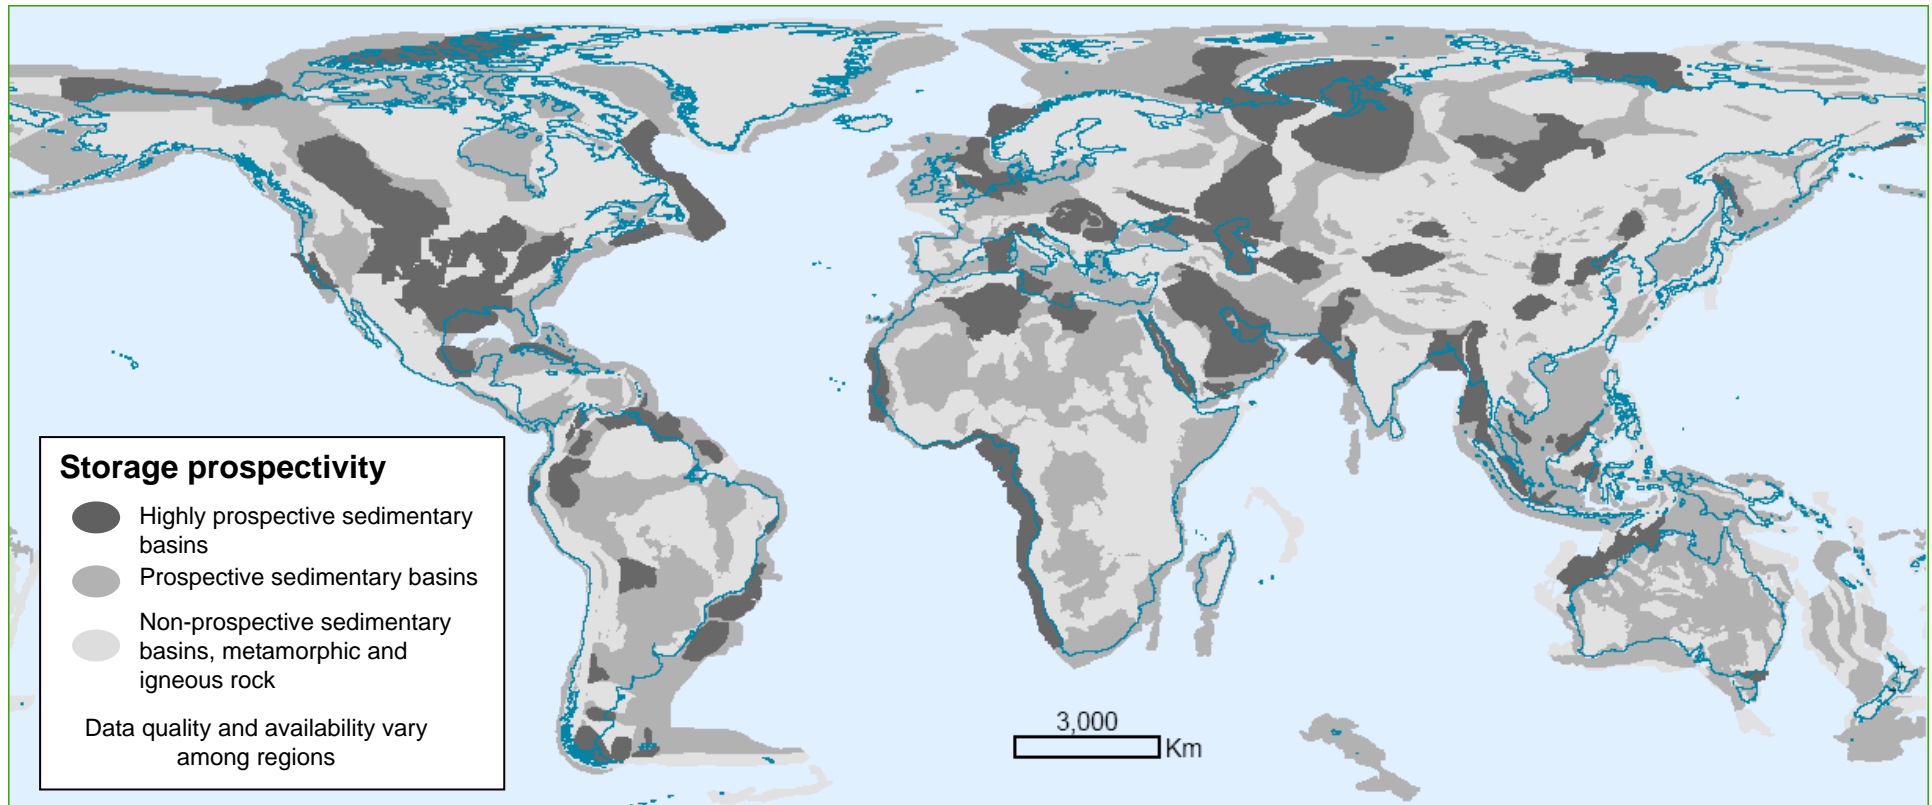 Storage prospectivity
Highly prospective sedimentary
basins
Prospective sedimentary basins
Non-prospective sedimentary
basins, metamorphic and
igneous rock
Data quality and availability vary
among regions
3,000
Km